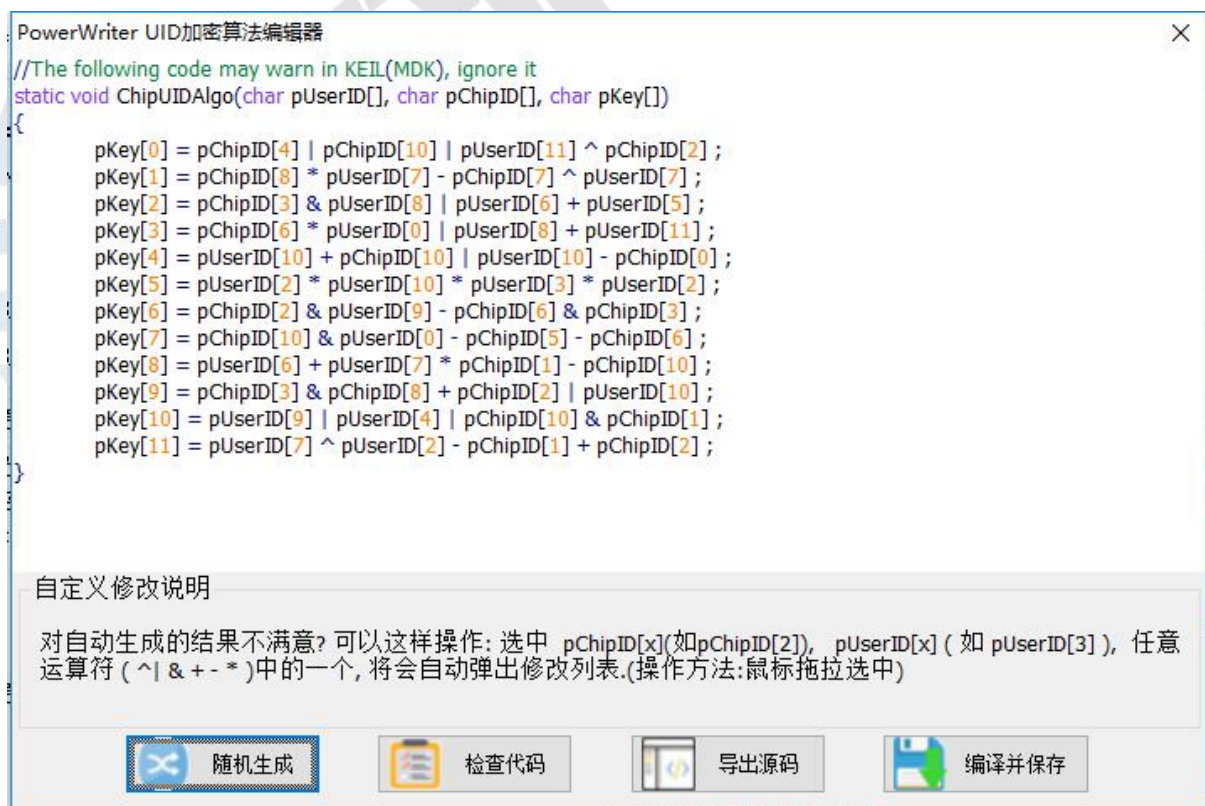 PowerWriter UID加密算法编辑器
//The following code may warn in KEIL(MDK), ignore it
static void ChipUIDAlgo(char pUserID[], char pChipID[], char pKey[])
{
pKey[0] = pChipID[4] | pChipID[10] | pUserID[11] ^ pChipID[2] ;
pKey[1] = pChipID[8] * pUserID[7] - pChipID[7] ^ pUserID[7] ;
pKey[2] = pChipID[3] & pUserID[8] | pUserID[6] + pUserID[5] ;
pKey[3] = pChipID[6] * pUserID[0] | pUserID[8] + pUserID[11] ;
pKey[4] = pUserID[10] + pChipID[10] | pUserID[10] - pChipID[0] ;
pKey[5] = pUserID[2] * pUserID[10] * pUserID[3] * pUserID[2] ;
pKey[6] = pChipID[2] & pUserID[9] - pChipID[6] & pChipID[3] ;
pKey[7] = pChipID[10] & pUserID[0] - pChipID[5] - pChipID[6] ;
pKey[8] = pUserID[6] + pUserID[7] * pChipID[1] - pChipID[10] ;
pKey[9] = pChipID[3] & pChipID[8] + pChipID[2] | pUserID[10] ;
pKey[10] = pUserID[9] | pUserID[4] | pChipID[10] & pChipID[1] ;
pKey[11] = pUserID[7] ^ pUserID[2] - pChipID[1] + pChipID[2] ;
}
自定义修改说明
对自动生成的结果不满意? 可以这样操作: 选中 pChipID[x](如pChipID[2]), pUserID[x] ( 如 pUserID[3] ), 任意
运算符 ( ^| & + - * )中的一个, 将会自动弹出修改列表.(操作方法:鼠标拖拉选中)
随机生成 检查代码 导出源码 编译并保存